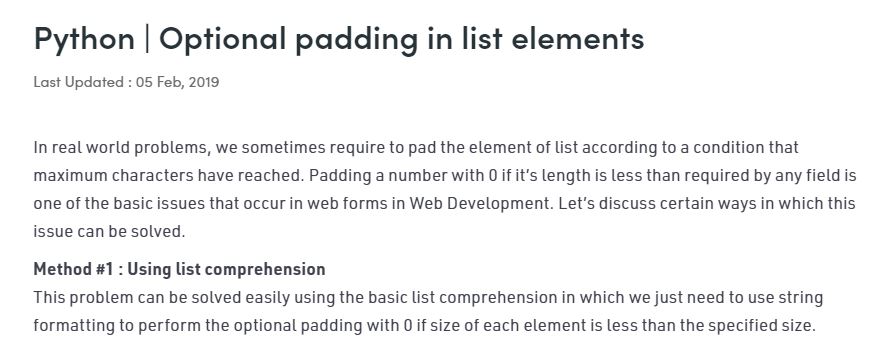 Python | Optional padding in list elements
Last Updated : 05 Feb, 2019
In real world problems, we sometimes require to pad the element of list according to a condition that
maximum characters have reached. Padding a number with 0 if it's length is less than required by any field is
one of the basic issues that occur in web forms in Web Development. Let's discuss certain ways in which this
issue can be solved.
Method #1 : Using list comprehension
This problem can be solved easily using the basic list comprehension in which we just need to use string
formatting to perform the optional padding with 0 if size of each element is less than the specified size.